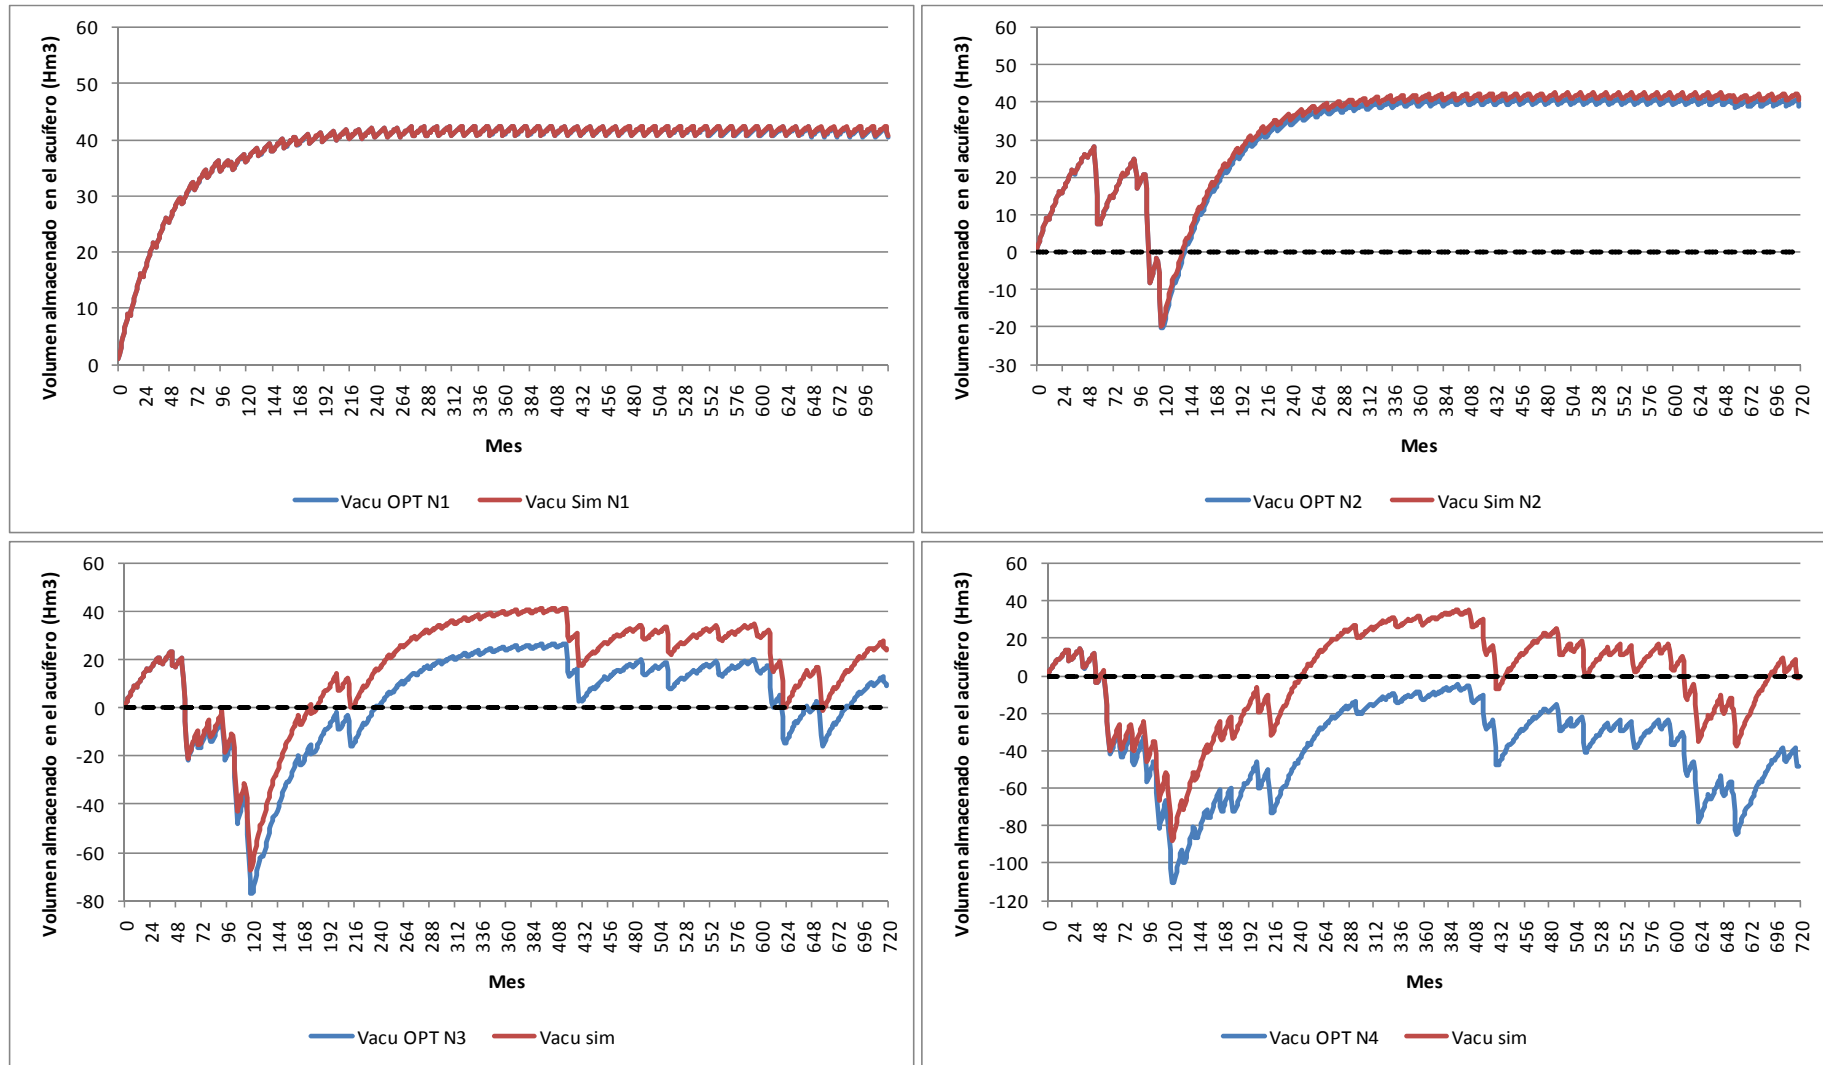 Volumen almacenado en el acuífero (Hm3)
60
50
40
30
20
10
0
0 24 48 72 96 120 144 168 192 216 240 264 288 312 336 360 384 408 432 456 480 504 528 552 576 600 624 648 672 696
Mes
Vacu OPT N1 Vacu Sim N1
Volumen almacenado en el acuífero (Hm3)
60
50
40
30
20
10
0
-10
-20
-30
0 24 48 72 96 120 144 168 192 216 240 264 288 312 336 360 384 408 432 456 480 504 528 552 576 600 624 648 672 696 720
Mes
Vacu OPT N2 Vacu Sim N2
Volumen almacenado en el acuífero (Hm3)
60
40
20
0
-20
-40
-60
-80
0 24 48 72 96 120 144 168 192 216 240 264 288 312 336 360 384 408 432 456 480 504 528 552 576 600 624 648 672 696 720
Mes
Vacu OPT N3 Vacu sim
Volumen almacenado en el acuífero (Hm3)
60
40
20
0
-20
-40
-60
-80
-100
-120
0 24 48 72 96 120 144 168 192 216 240 264 288 312 336 360 384 408 432 456 480 504 528 552 576 600 624 648 672 696 720
Mes
Vacu OPT N4 Vacu sim